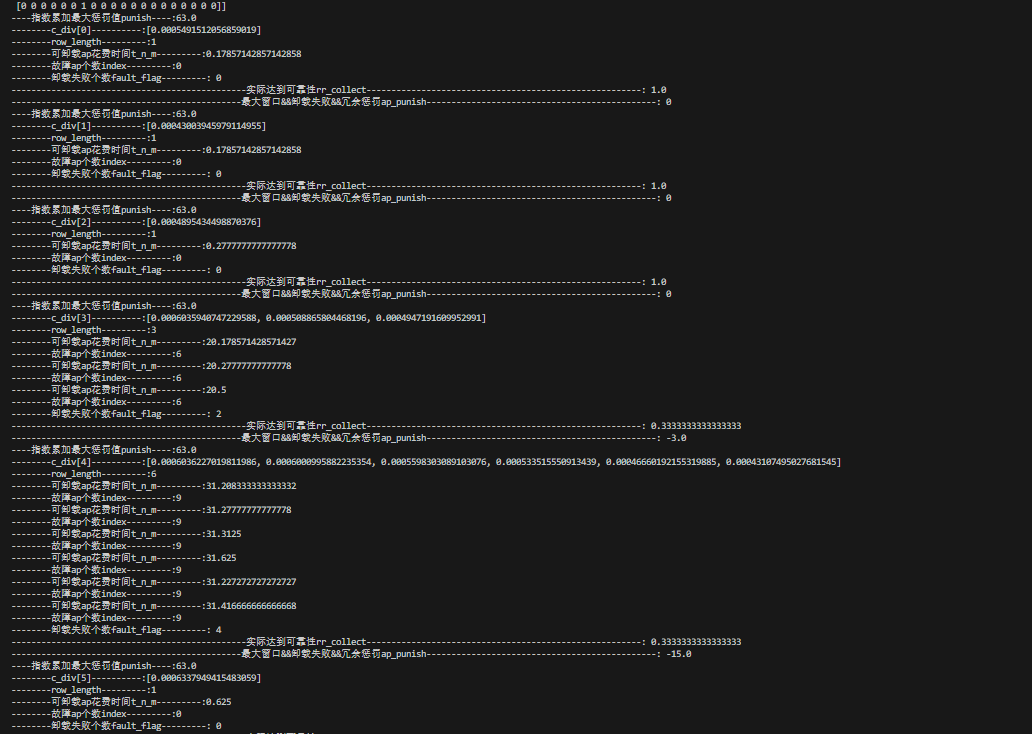 [0 0 0 0 0 0 1 0 0 0 0 0 0 0 0 0 0 0 0 0]]
----指数累加最大惩罚值punish----:63.0
--------c_div[0]----------:[0.0005491512056859019]
--------row_length---------:1
--------可卸载ap花费时间t_n_m---------:0.17857142857142858
--------故障ap个数index---------:0
--------卸载失败个数fault_flag---------: 0
-----------------------------------------------实际达到可靠性rr_collect-------------------------------------------------------: 1.0
----------------------------------------------最大窗口&&卸载失败&&冗余惩罚ap_punish----------------------------------------------: 0
----指数累加最大惩罚值punish----:63.0
--------c_div[1]----------:[0.00043003945979114955]
--------row_length---------:1
--------可卸载ap花费时间t_n_m---------:0.17857142857142858
--------故障ap个数index---------:0
--------卸载失败个数fault_flag---------: 0
-----------------------------------------------实际达到可靠性rr_collect-------------------------------------------------------: 1.0
----------------------------------------------最大窗口&&卸载失败&&冗余惩罚ap_punish----------------------------------------------: 0
----指数累加最大惩罚值punish----:63.0
--------c_div[2]----------:[0.0004895434498870376]
--------row_length---------:1
--------可卸载ap花费时间t_n_m---------:0.2777777777777778
--------故障ap个数index---------:0
--------卸载失败个数fault_flag---------: 0
-----------------------------------------------实际达到可靠性rr_collect-------------------------------------------------------: 1.0
----------------------------------------------最大窗口&&卸载失败&&冗余惩罚ap_punish----------------------------------------------: 0
----指数累加最大惩罚值punish----:63.0
--------c_div[3]----------:[0.0006035940747229588, 0.000508865804468196, 0.0004947191609952991]
--------row_length---------:3
--------可卸载ap花费时间t_n_m---------:20.178571428571427
--------故障ap个数index---------:6
--------可卸载ap花费时间t_n_m---------:20.27777777777778
--------故障ap个数index---------:6
--------可卸载ap花费时间t_n_m---------:20.5
--------故障ap个数index---------:6
--------卸载失败个数fault_flag---------: 2
-----------------------------------------------实际达到可靠性rr_collect-------------------------------------------------------: 0.3333333333333333
----------------------------------------------最大窗口&&卸载失败&&冗余惩罚ap_punish----------------------------------------------: -3.0
----指数累加最大惩罚值punish----:63.0
--------c_div[4]----------:[0.0006036227019811986, 0.0006000995882235354, 0.0005598303089103076, 0.000533515550913439, 0.00046660192155319885, 0.00043107495027681545]
--------row_length---------:6
--------可卸载ap花费时间t_n_m---------:31.208333333333332
--------故障ap个数index---------:9
--------可卸载ap花费时间t_n_m---------:31.27777777777778
--------故障ap个数index---------:9
--------可卸载ap花费时间t_n_m---------:31.3125
--------故障ap个数index---------:9
--------可卸载ap花费时间t_n_m---------:31.625
--------故障ap个数index---------:9
--------可卸载ap花费时间t_n_m---------:31.227272727272727
--------故障ap个数index---------:9
--------可卸载ap花费时间t_n_m---------:31.416666666666668
--------故障ap个数index---------:9
--------卸载失败个数fault_flag---------: 4
-----------------------------------------------实际达到可靠性rr_collect-------------------------------------------------------: 0.3333333333333333
----------------------------------------------最大窗口&&卸载失败&&冗余惩罚ap_punish----------------------------------------------: -15.0
----指数累加最大惩罚值punish----:63.0
--------c_div[5]----------:[0.0006337949415483059]
--------row_length---------:1
--------可卸载ap花费时间t_n_m---------:0.625
--------故障ap个数index---------:0
--------卸载失败个数fault_flag---------: 0